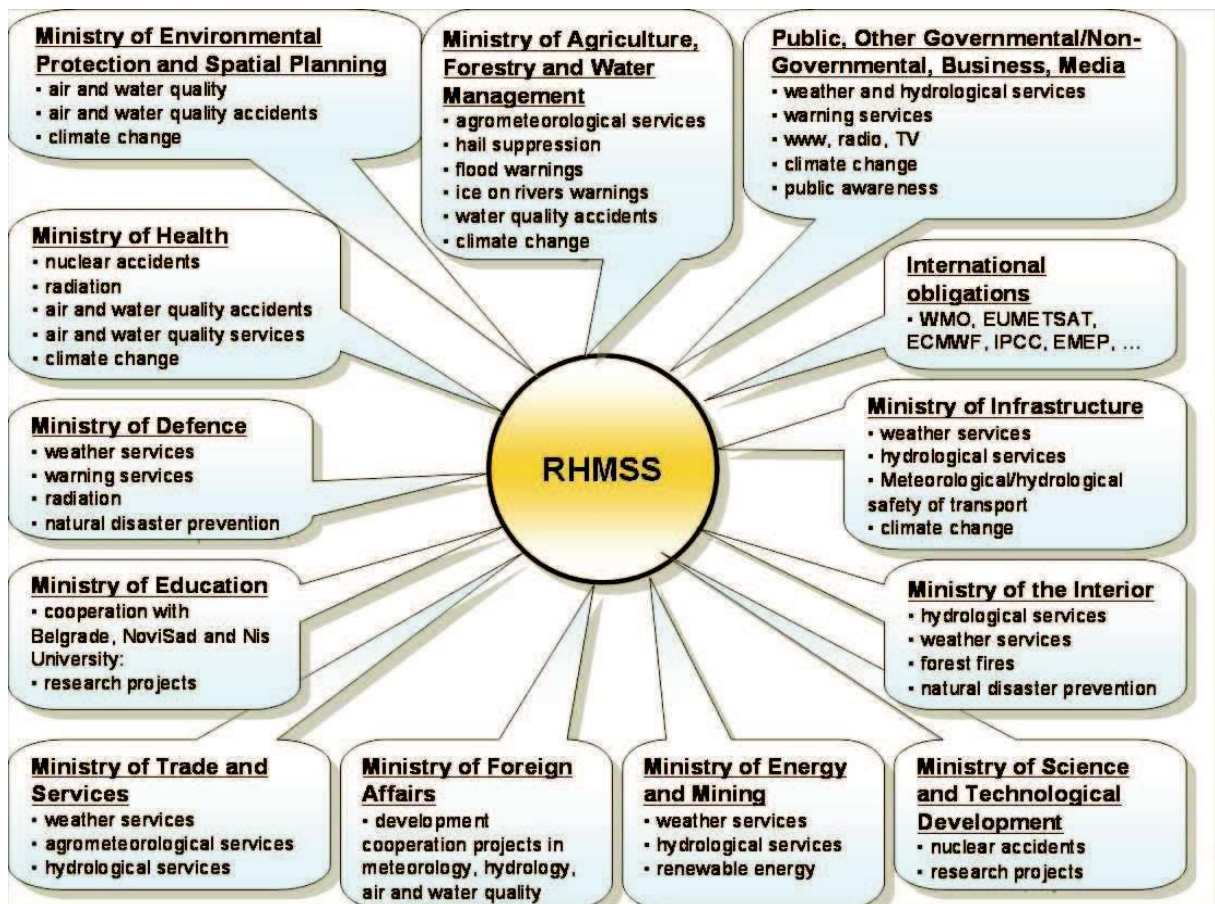 Ministry of Environmental
Protection and Spatial Planning
▪ air and water quality
▪ air and water quality accidents
▪ climate change
Ministry of Agriculture,
Forestry and Water
Management
▪ agrometeorological services
▪ hail suppression
▪ flood warnings
▪ ice on rivers warnings
▪ water quality accidents
▪ climate change
Public, Other Governmental/Non-
Governmental, Business, Media
▪ weather and hydrological services
▪ warning services
▪ www, radio, TV
▪ climate change
▪ public awareness
Ministry of Health
▪ nuclear accidents
▪ radiation
▪ air and water quality accidents
▪ air and water quality services
▪ climate change
International
obligations
▪ WMO, EUMETSAT,
ECMWF, IPCC, EMEP, ...
Ministry of Defence
▪ weather services
▪ warning services
▪ radiation
▪ natural disaster prevention
RHMSS
Ministry of Infrastructure
▪ weather services
▪ hydrological services
▪ Meteorological/hydrological
safety of transport
▪ climate change
Ministry of Education
▪ cooperation with
Belgrade, NoviSad and Nis
University:
▪ research projects
Ministry of the Interior
▪ hydrological services
▪ weather services
▪ forest fires
▪ natural disaster prevention
Ministry of Trade and
Services
▪ weather services
▪ agrometeorological services
▪ hydrological services
Ministry of Foreign
Affairs
▪ development
cooperation projects in
meteorology, hydrology,
air and water quality
Ministry of Energy
and Mining
▪ weather services
▪ hydrological services
▪ renewable energy
Ministry of Science
and Technological
Development
▪ nuclear accidents
▪ research projects